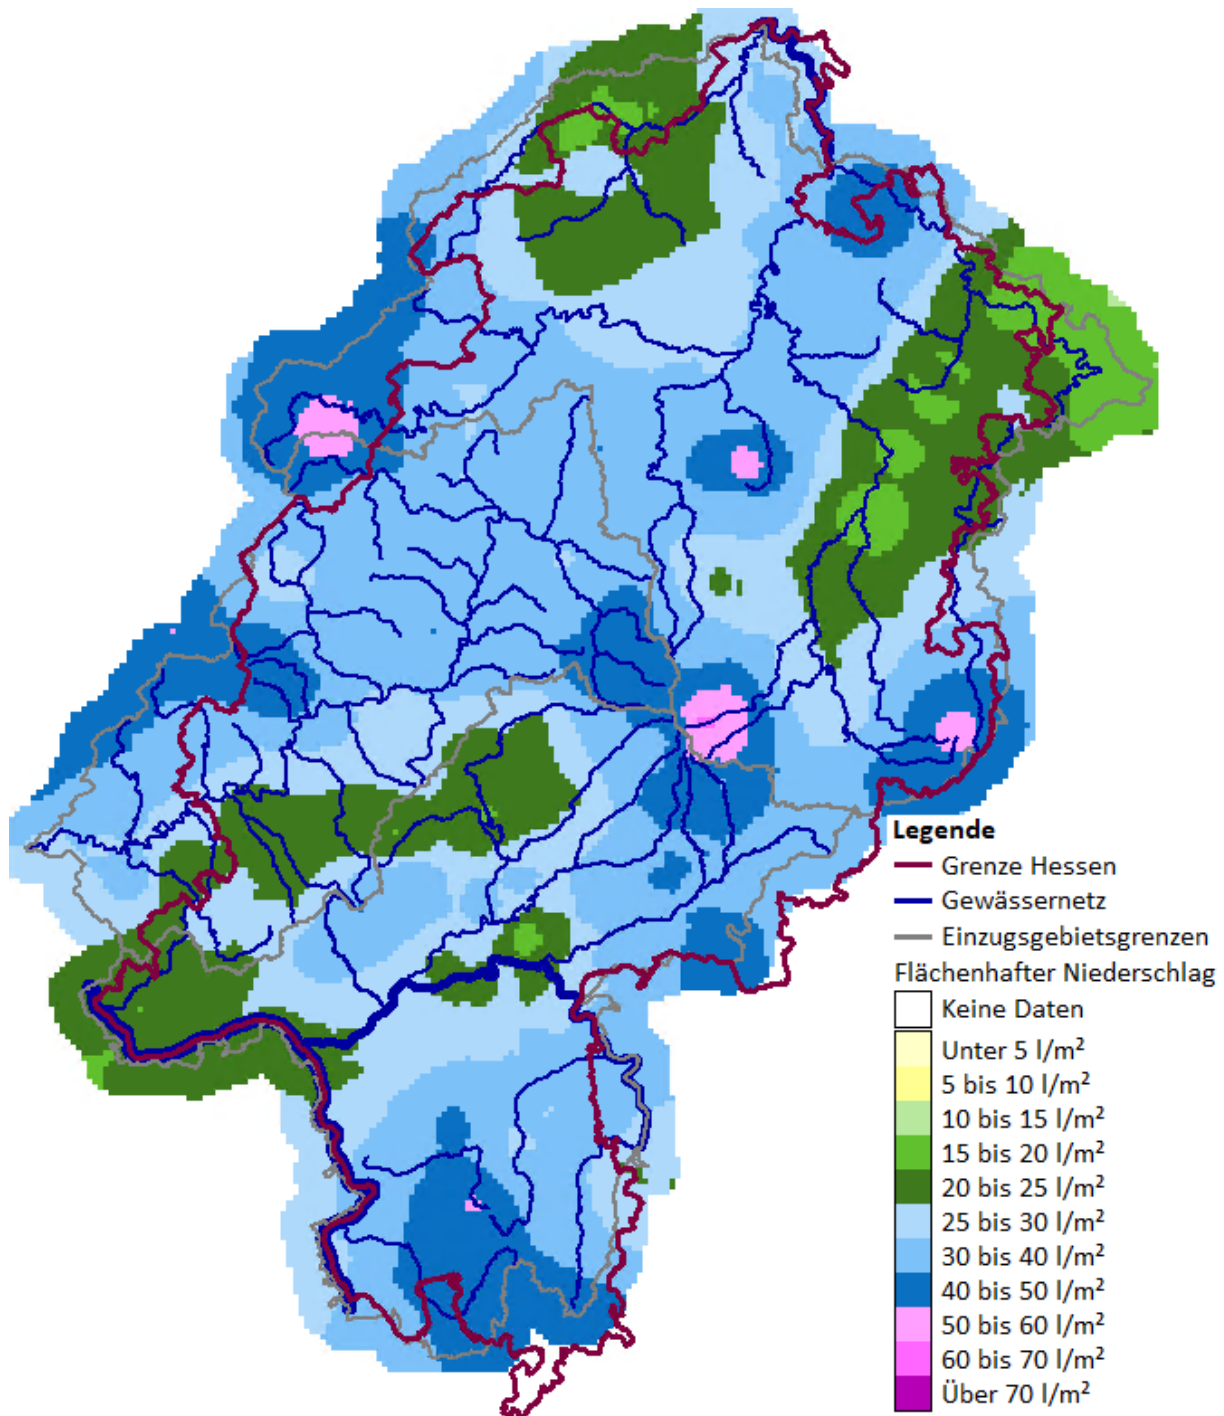 Legende
Grenze Hessen
Gewässernetz
Einzugsgebietsgrenzen
Flächenhafter Niederschlag
Keine Daten
Unter 5 l/m²
5 bis 10 l/m²
10 bis 15 l/m²
15 bis 20 l/m²
20 bis 25 l/m²
25 bis 30 l/m²
30 bis 40 l/m²
40 bis 50 l/m²
50 bis 60 l/m²
60 bis 70 l/m²
Über 70 l/m²